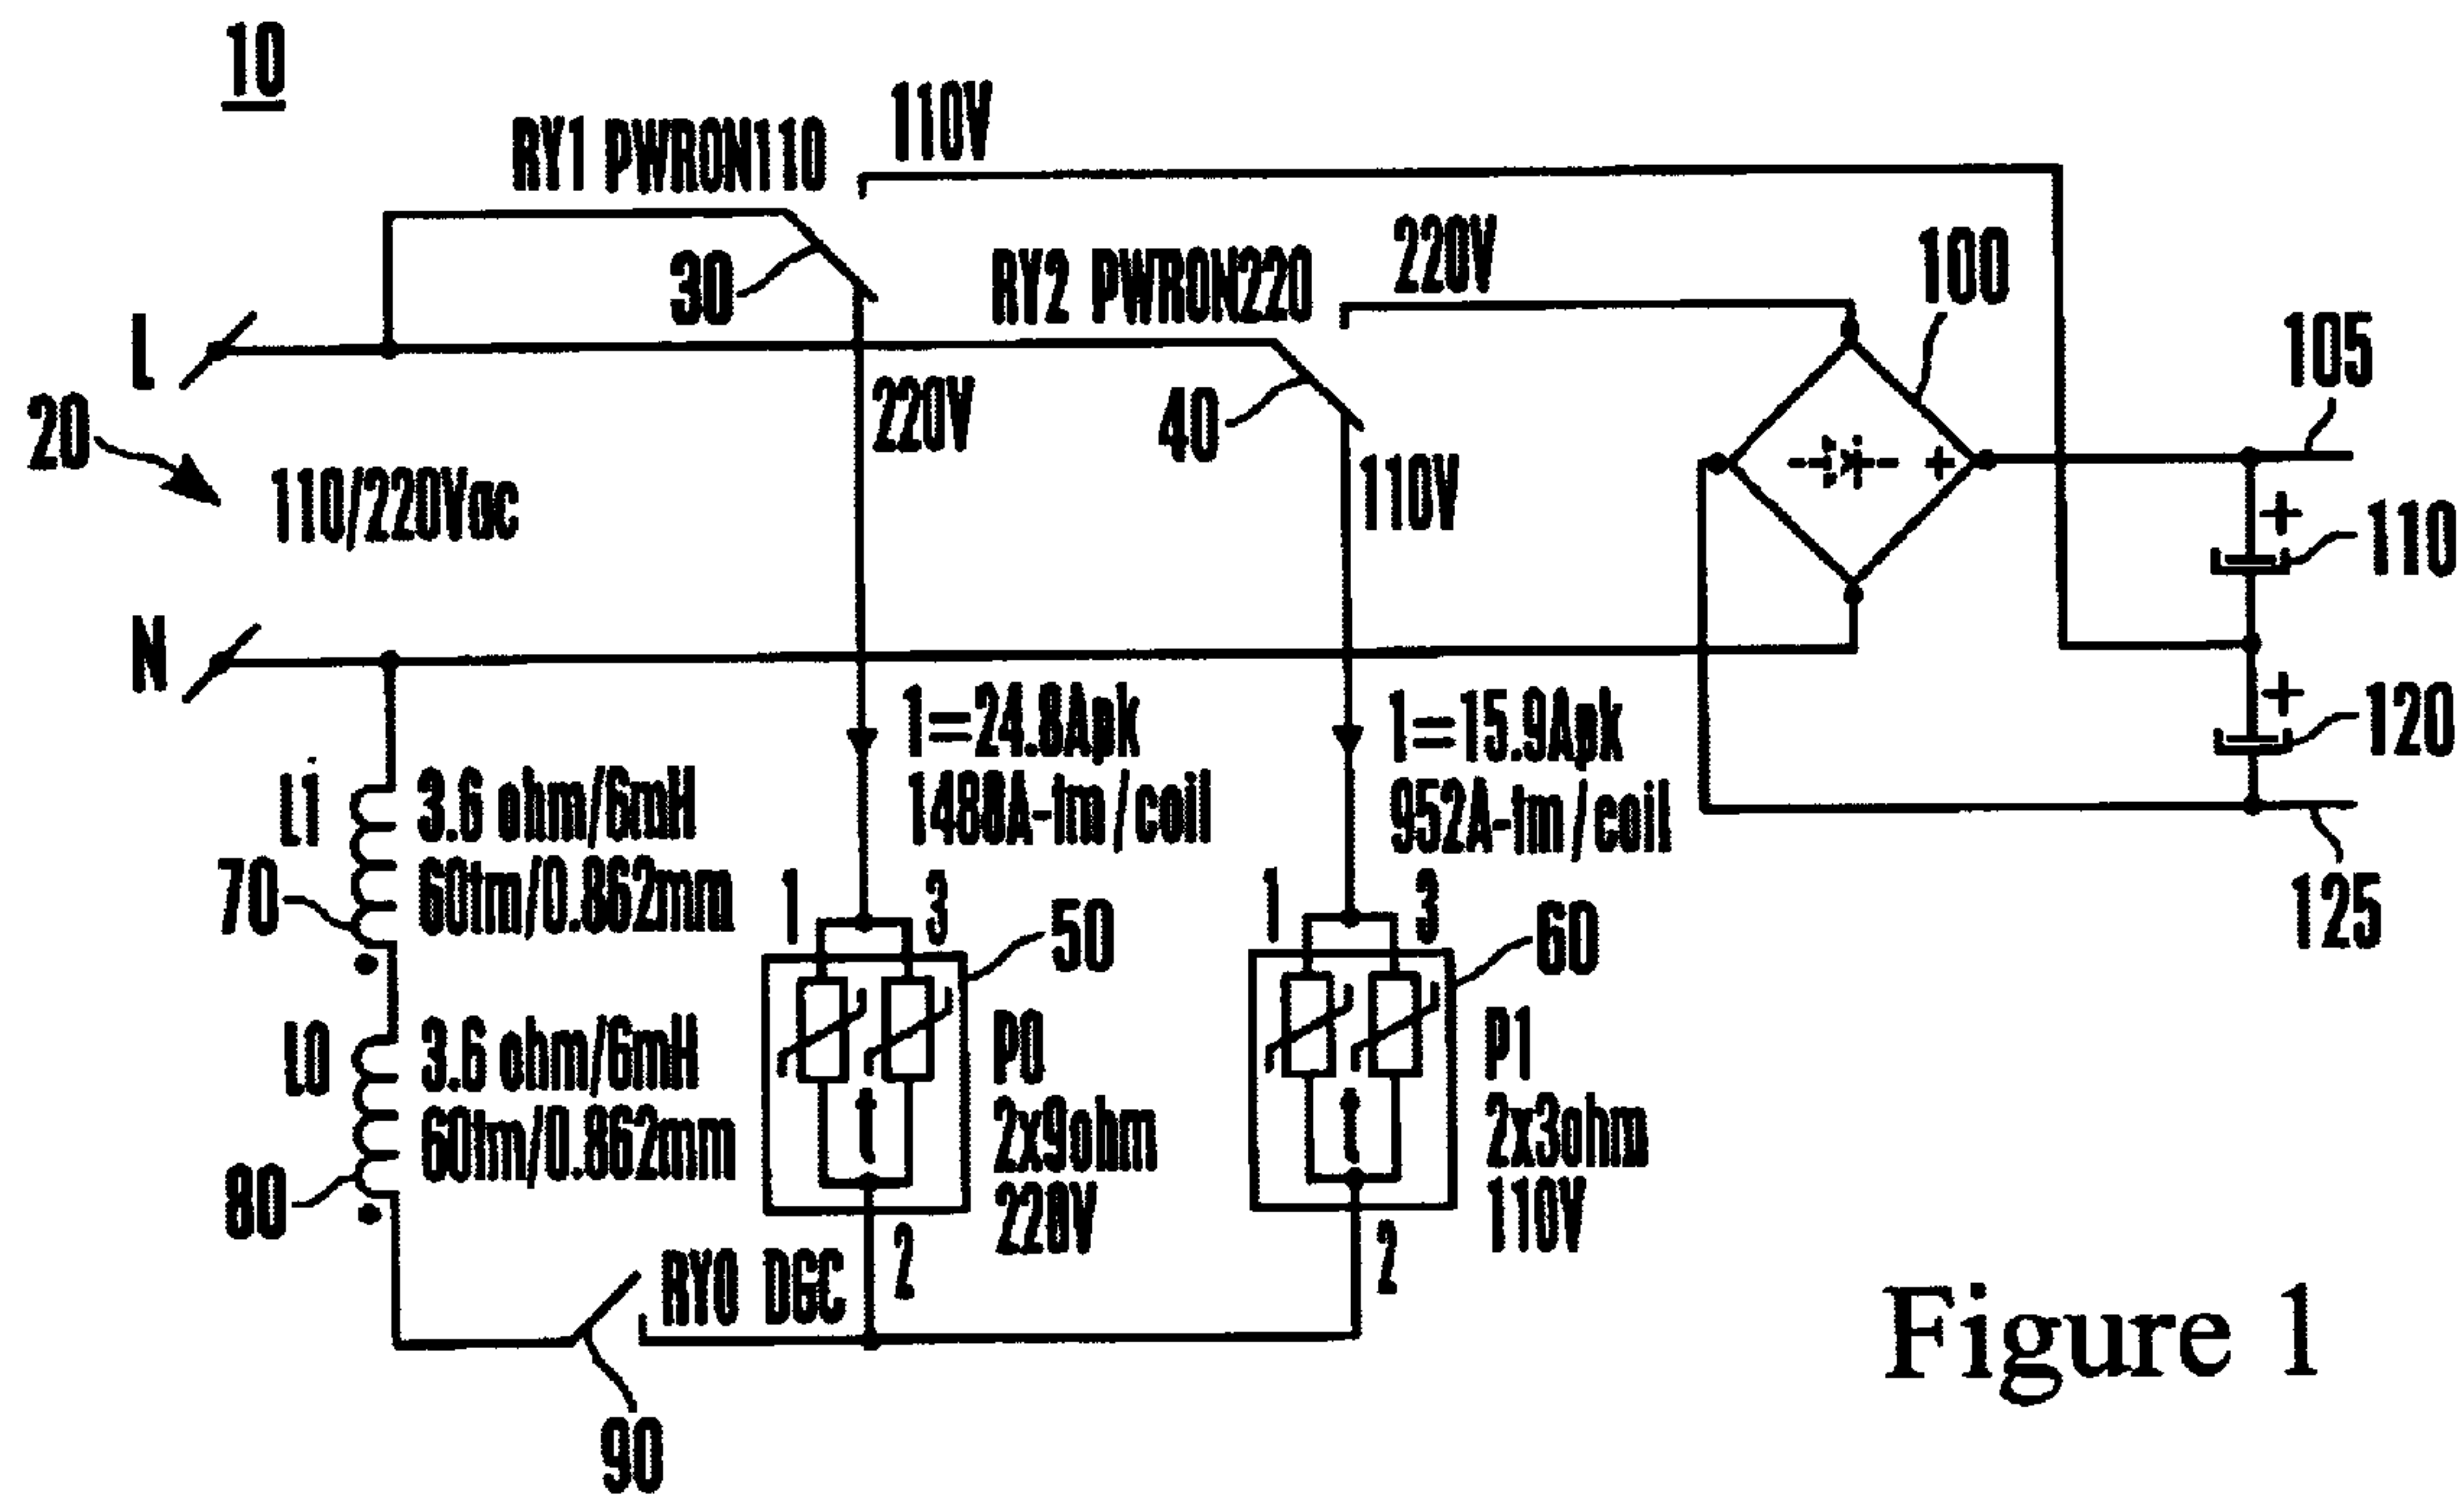 10
RY1 PWRON110
110V
30
RY2 PWRON220
220V
100
L
20
110/220Vac
220V
40
110V
105
+
+
110
N
I=24.8Apk
1488A-tm/coil
I=15.9Apk
952A-tm/coil
+
120
125
L1
3.6 ohm/6mH
60tm/0.862mm
70
1
3
50
1
3
60
L0
3.6 ohm/6mH
60tm/0.862mm
80
t
P0
2x9ohm
220V
t
P1
2x3ohm
110V
2
2
RY0 DGC
90
Figure 1